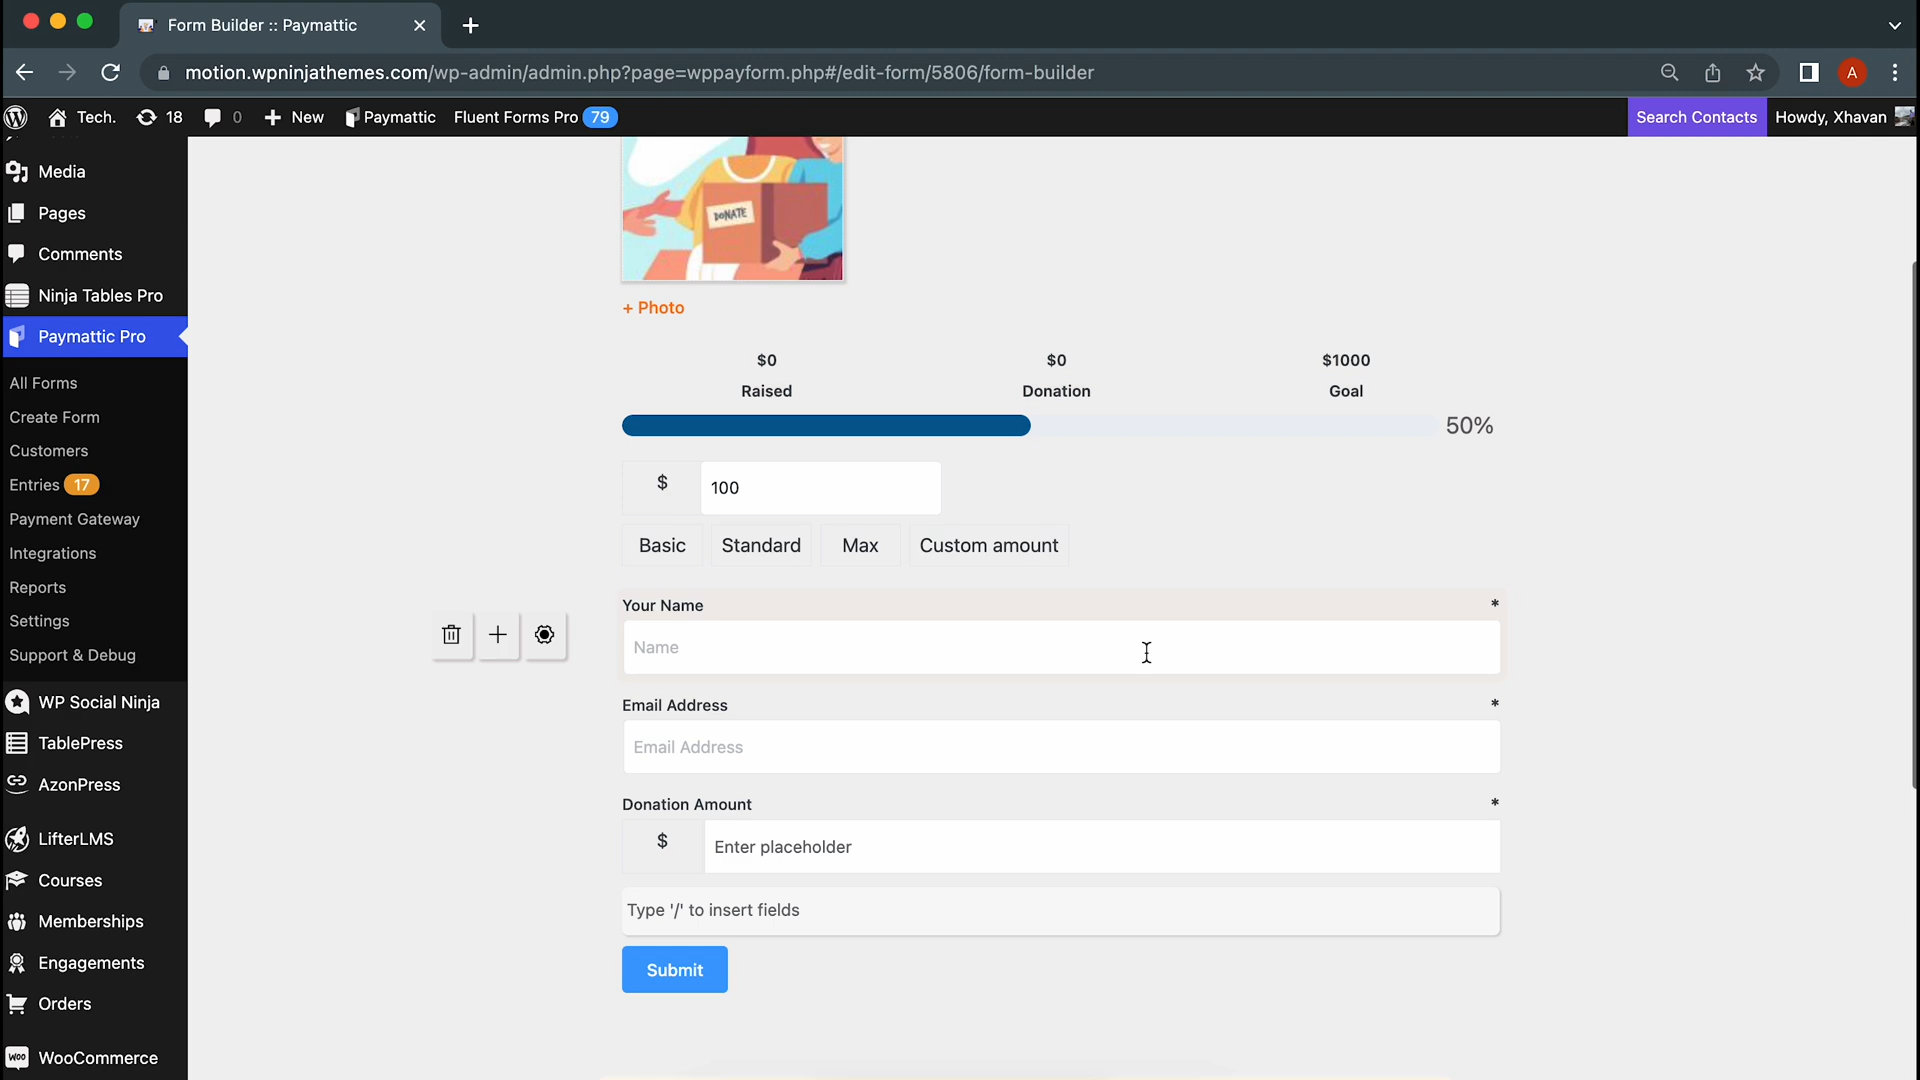 Form Builder :: Paymattic
motion.wpninjathemes.com/wp-admin/admin.php?page=wppayform.php#/edit-form/5806/form-builder
A
Tech. 18 0 New Paymattic Fluent Forms Pro 79 Search Contacts Howdy, Xhavan
Media
Pages
Comments
Ninja Tables Pro
Paymattic Pro
All Forms
Create Form
Customers
Entries 17
Payment Gateway
Integrations
Reports
Settings
Support & Debug
WP Social Ninja
TablePress
AzonPress
LifterLMS
Courses
Memberships
Engagements
Orders
Woo WooCommerce
DONATE
+ Photo
$0 $0 $1000
Raised Donation Goal
50%
$ 100
Basic Standard Max Custom amount
Your Name *
Name
Email Address *
Email Address
Donation Amount *
$ Enter placeholder
Type '/' to insert fields
Submit